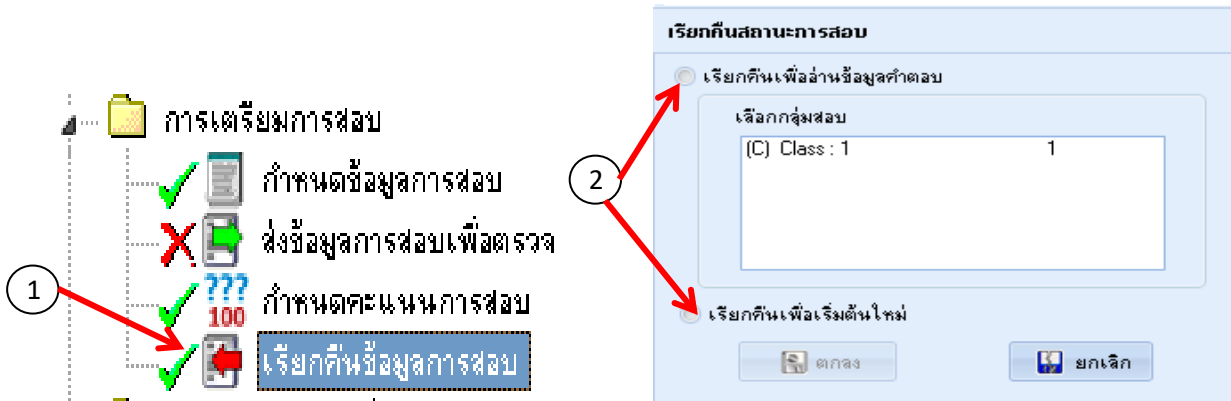 การเตรียมการสอบ
กำหนดข้อมูลการสอบ
ส่งข้อมูลการสอบเพื่อตรวจ
???
100
กำหนดคะแนนการสอบ
1
เรียกคืนข้อมูลการสอบ
เรียกคืนสถานะการสอบ
เรียกคืนเพื่ออ่านข้อมูลคำตอบ
เลือกกลุ่มสอบ
(C) Class : 1 1
2
เรียกคืนเพื่อเริ่มต้นใหม่
ตกลง
ยกเลิก